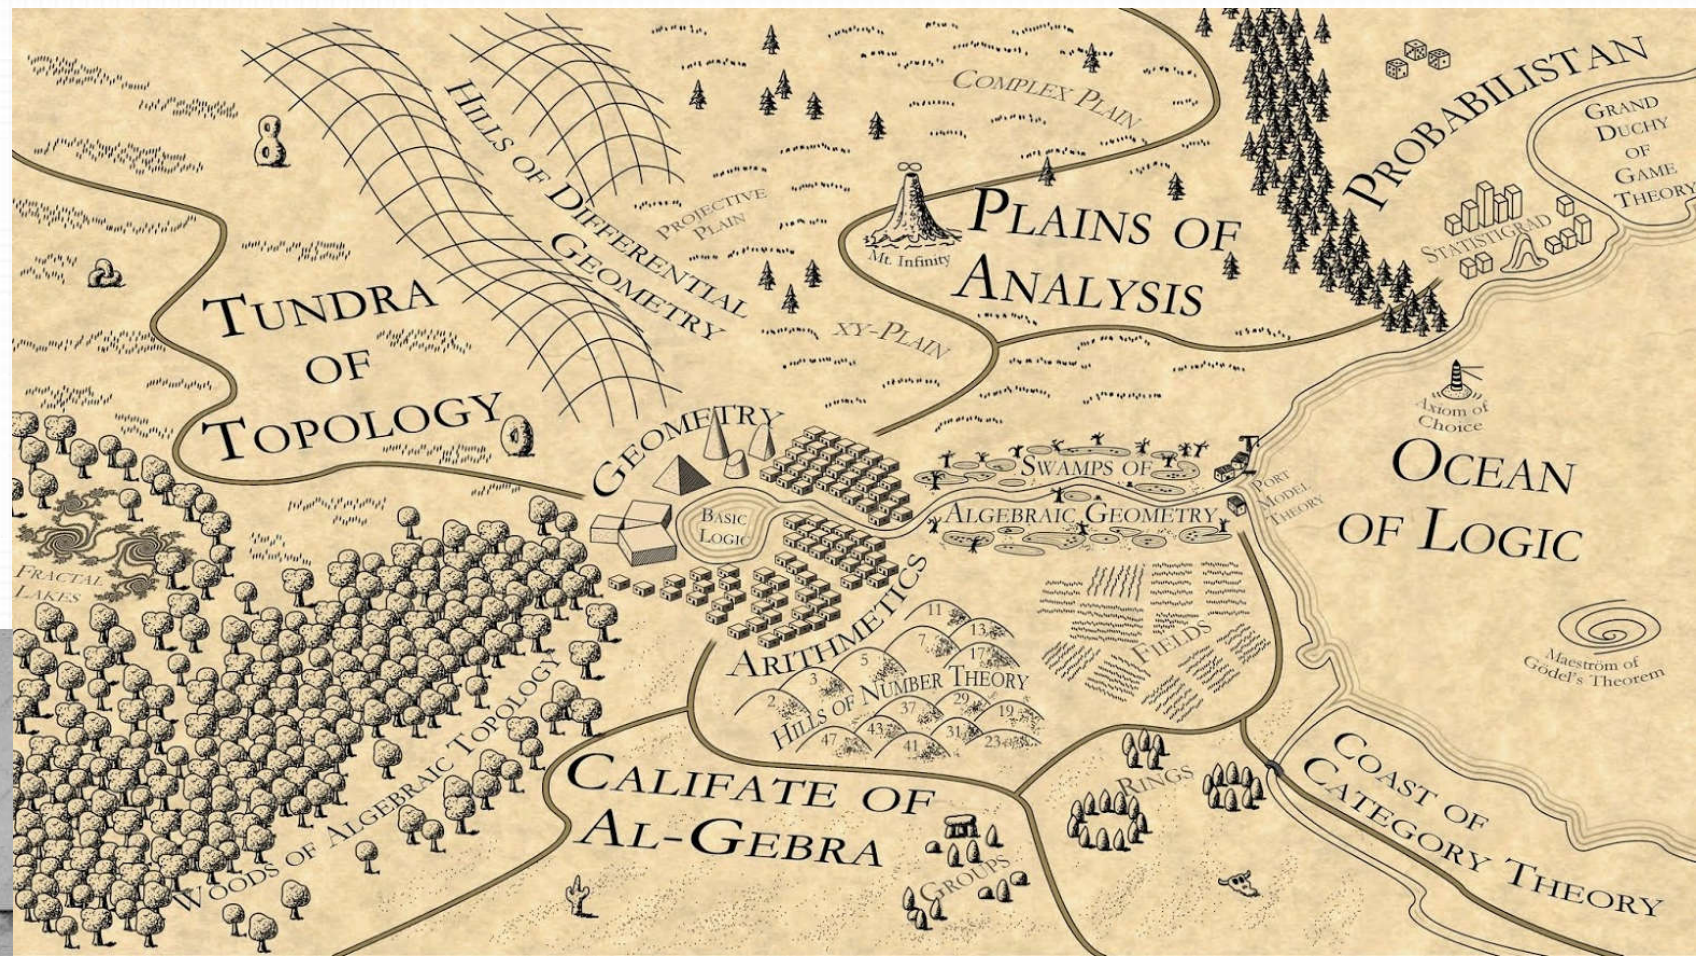 Hills of Differential
Geometry
Complex Plain
Probabilistan
Grand
Duchy
of
Game
Theory
Projective
Plain
Plains of
Analysis
Mt. Infinity
Statistigrad
Tundra
of
Topology
xy-Plain
Axiom of
Choice
Geometry
Swamps of
Algebraic Geometry
Port
Model
Theory
Ocean
of Logic
Basic
Logic
Fractal
Lakes
Arithmetics
11
13
7
17
5
3
2
Hills of Number Theory
29
19
37
43
31
23
47
41
Fields
Maeström of
Gödel's Theorem
Woods of Algebraic Topology
Califate of
Al-Gebra
Rings
Groups
Coast of
Category Theory